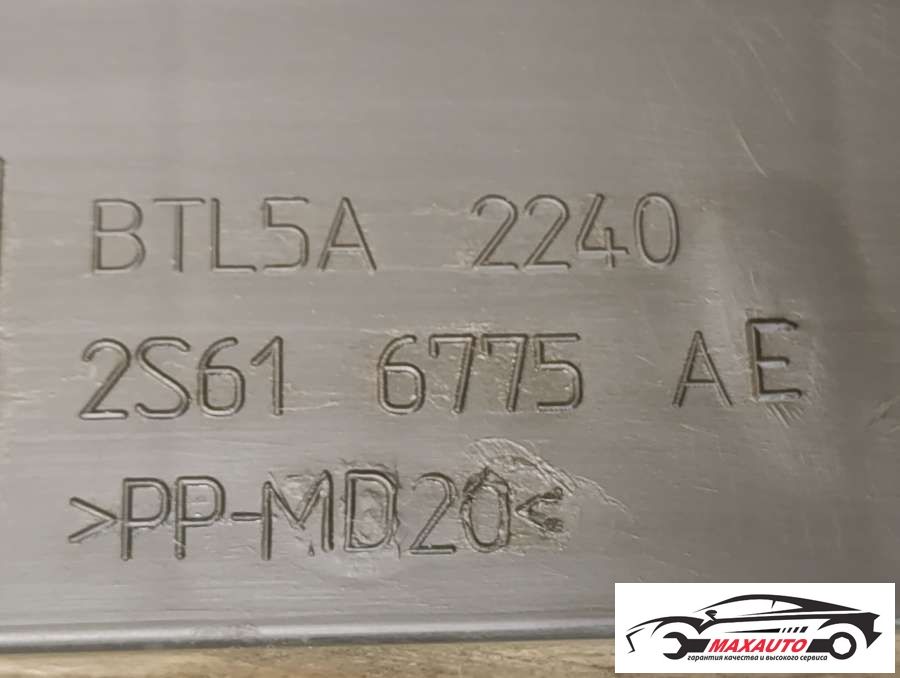 BTL5A 2240
2S61 6775 AE
>PP-MD20<
MAXAUTO
гарантия качества и высокого сервиса